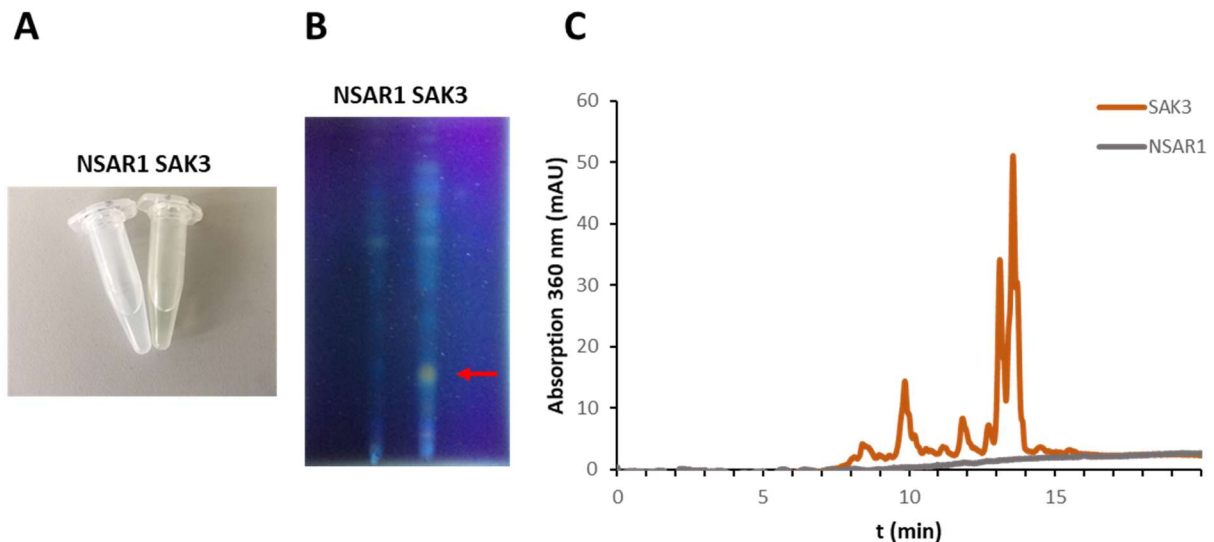 A
B
C
NSAR1 SAK3
NSAR1 SAK3
60
50
40
30
20
10
0
Absorption 360 nm (mAU)
0
5
10
15
t (min)
SAK3
NSAR1